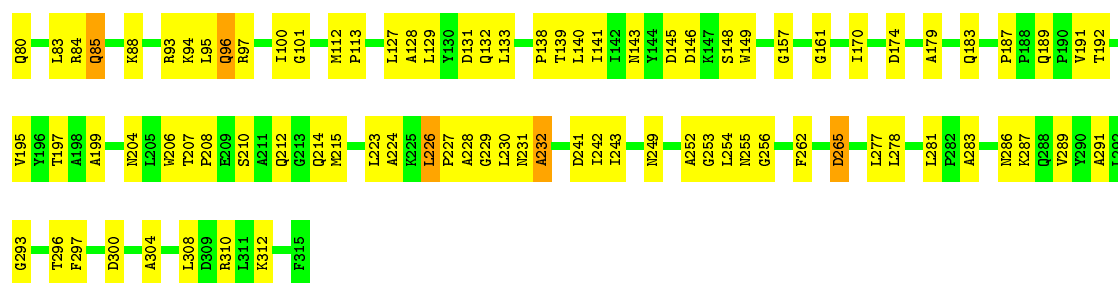 Q80 L83 R84 Q85 K88 R93 K94 L95 Q96 R97 I100 G101 M112 P113 L127 A128 L129 Y130 D131 Q132 L133 P138 T139 L140 I141 I142 N143 Y144 D145 D146 K147 S148 W149 G157 G161 I170 D174 A179 Q183 P187 P188 Q189 P190 V191 T192
V195 Y196 T197 A198 A199 N204 L205 W206 T207 P208 E209 S210 A211 Q212 G213 Q214 M215 L223 A224 K225 L226 P227 A228 G229 L230 N231 A232 D241 I242 I243 N249 A252 G253 L254 N255 G256 F262 D265 L277 L278 L281 P282 A283 N286 K287 Q288 V289 Y290 A291 L292
G293 T296 F297 D300 A304 L308 D309 R310 L311 K312 F315